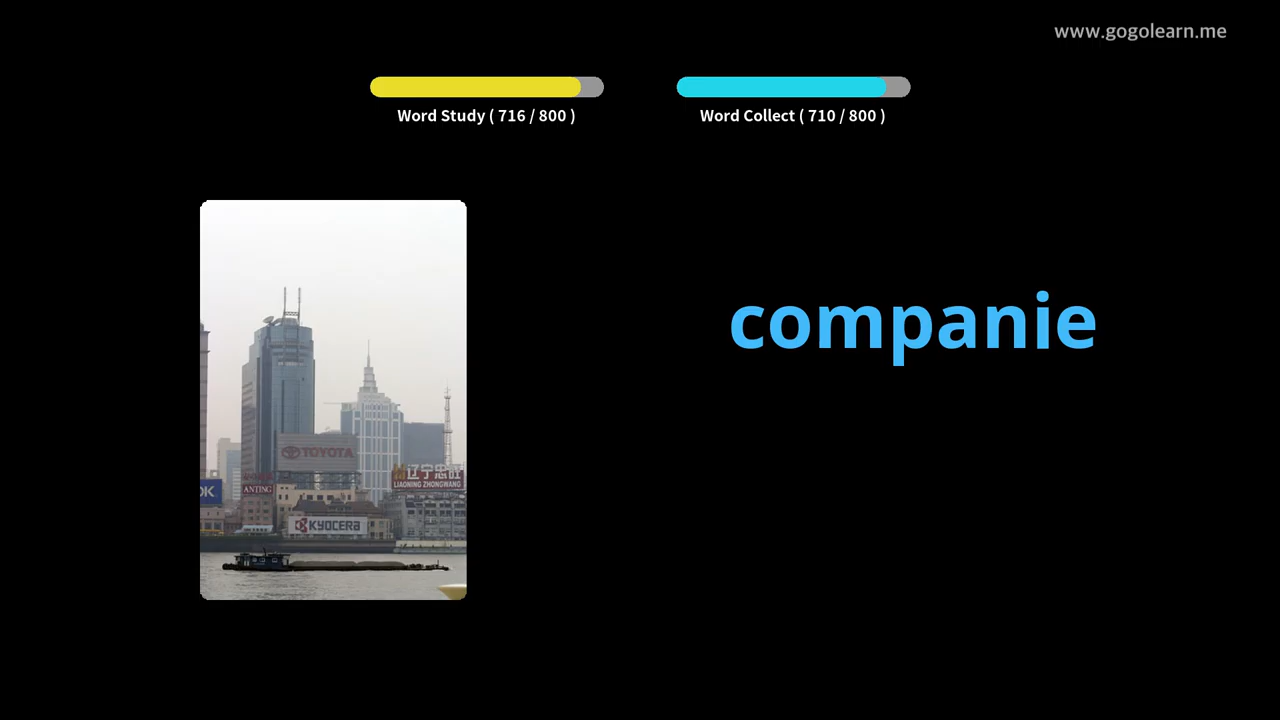 www.gogolearn.me
Word Study ( 716 / 800 )
Word Collect ( 710 / 800 )
companie
TOYOTA
辽宁忠旺
LIAONING ZHONGWANG
ANTING
OK
KYOCERA